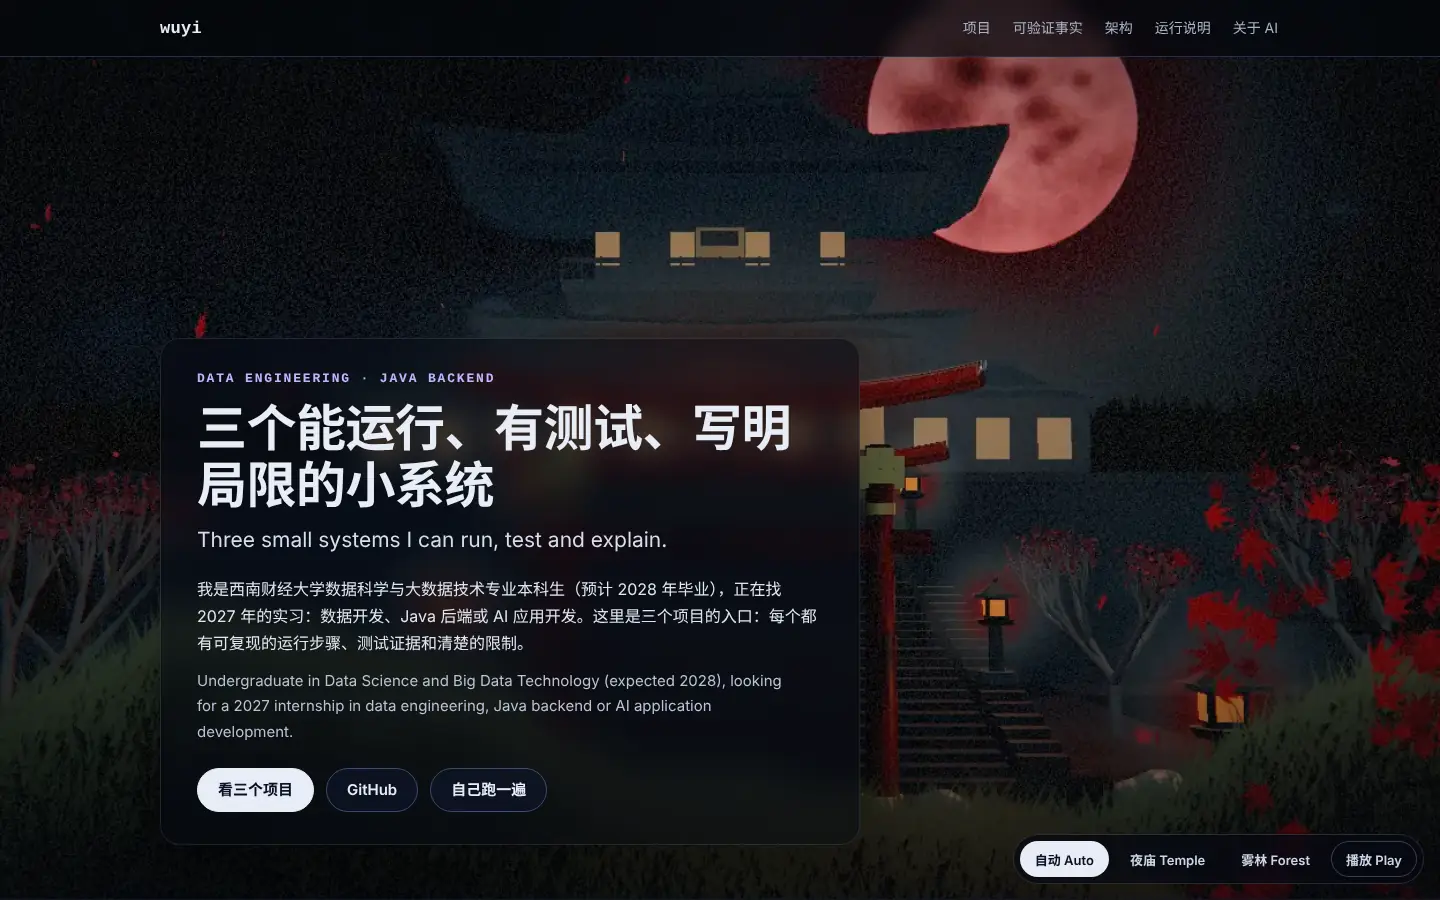 wuyi
项目 可验证事实 架构 运行说明 关于 AI
DATA ENGINEERING · JAVA BACKEND
三个能运行、有测试、写明
局限的小系统
Three small systems I can run, test and explain.
我是西南财经大学数据科学与大数据技术专业本科生（预计 2028 年毕业），正在找
2027 年的实习：数据开发、Java 后端或 AI 应用开发。这里是三个项目的入口：每个都
有可复现的运行步骤、测试证据和清楚的限制。
Undergraduate in Data Science and Big Data Technology (expected 2028), looking
for a 2027 internship in data engineering, Java backend or AI application
development.
看三个项目 GitHub 自己跑一遍
自动 Auto 夜庙 Temple 雾林 Forest 播放 Play